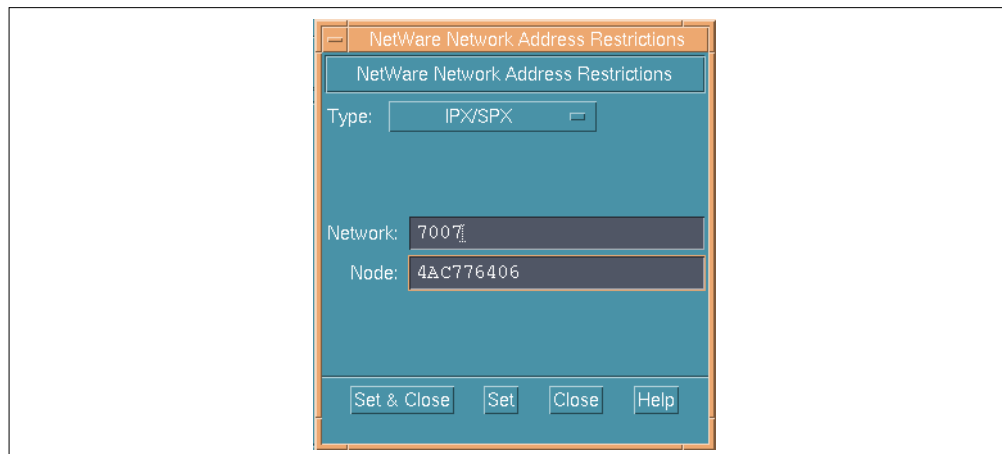 NetWare Network Address Restrictions
NetWare Network Address Restrictions
Type: IPX/SPX
Network: 7007
Node: 4AC776406
Set & Close Set Close Help